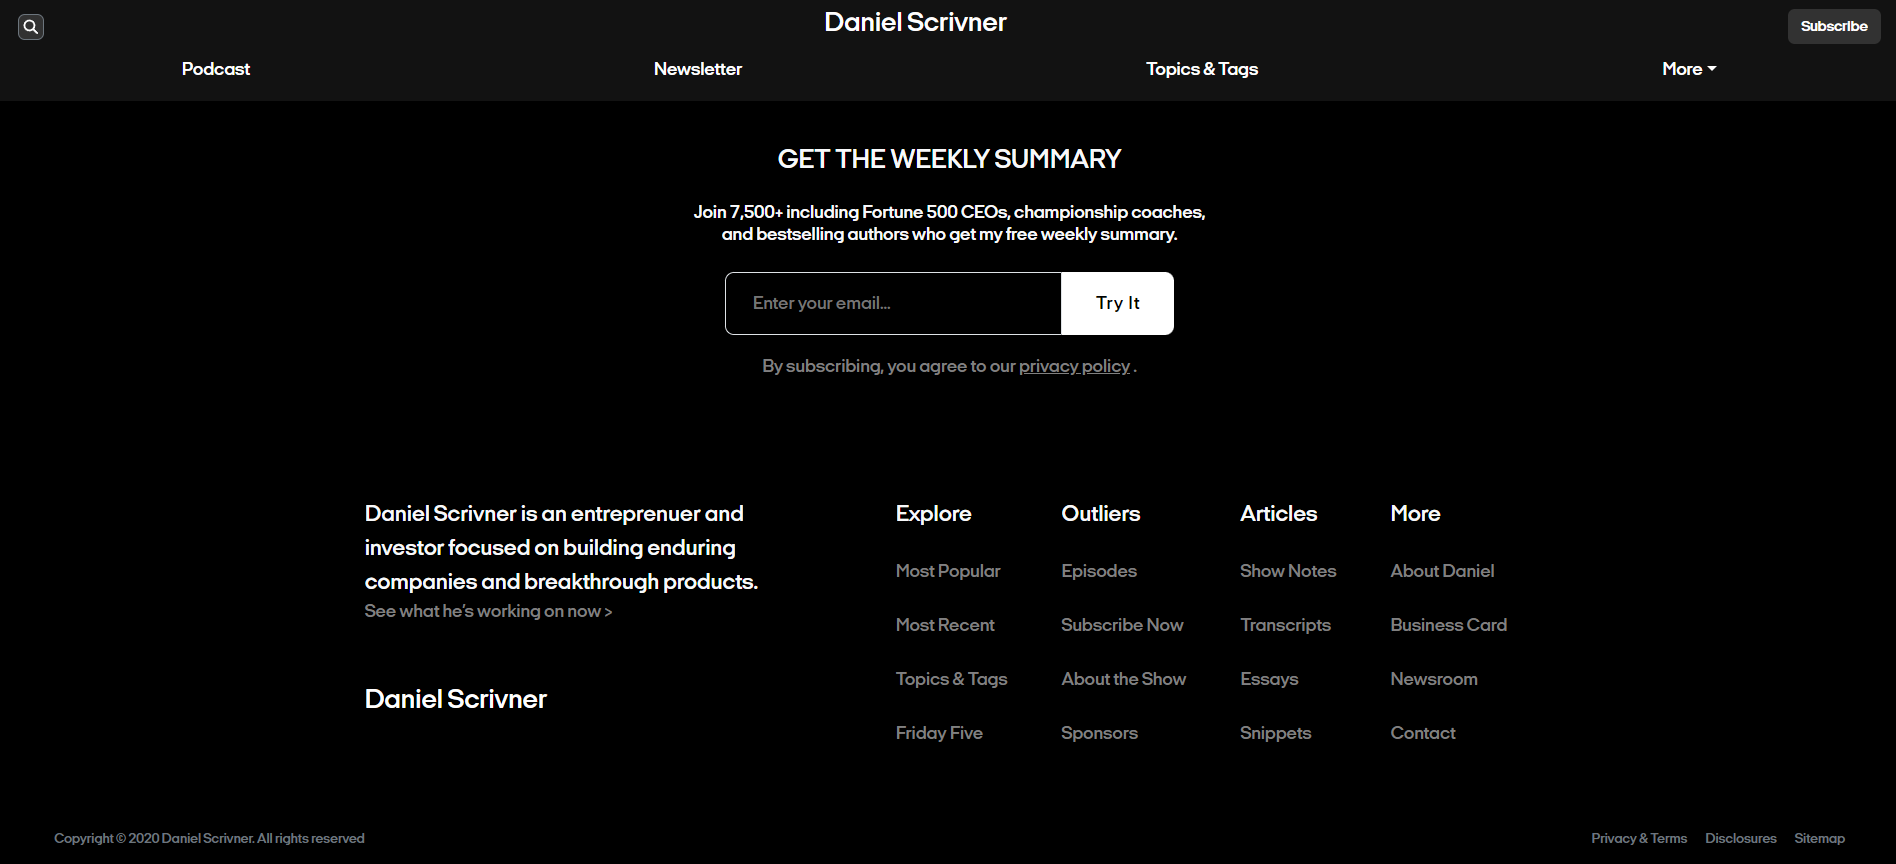 Daniel Scrivner
Subscribe
Podcast
Newsletter
Topics & Tags
More
GET THE WEEKLY SUMMARY
Join 7,500+ including Fortune 500 CEOs, championship coaches,
and bestselling authors who get my free weekly summary.
Enter your email...
Try It
By subscribing, you agree to our privacy policy .
Daniel Scrivner is an entreprenuer and
investor focused on building enduring
companies and breakthrough products.
See what he's working on now >
Daniel Scrivner
Explore
Most Popular
Most Recent
Topics & Tags
Friday Five
Outliers
Episodes
Subscribe Now
About the Show
Sponsors
Articles
Show Notes
Transcripts
Essays
Snippets
More
About Daniel
Business Card
Newsroom
Contact
Copyright © 2020 Daniel Scrivner. All rights reserved
Privacy & Terms
Disclosures
Sitemap